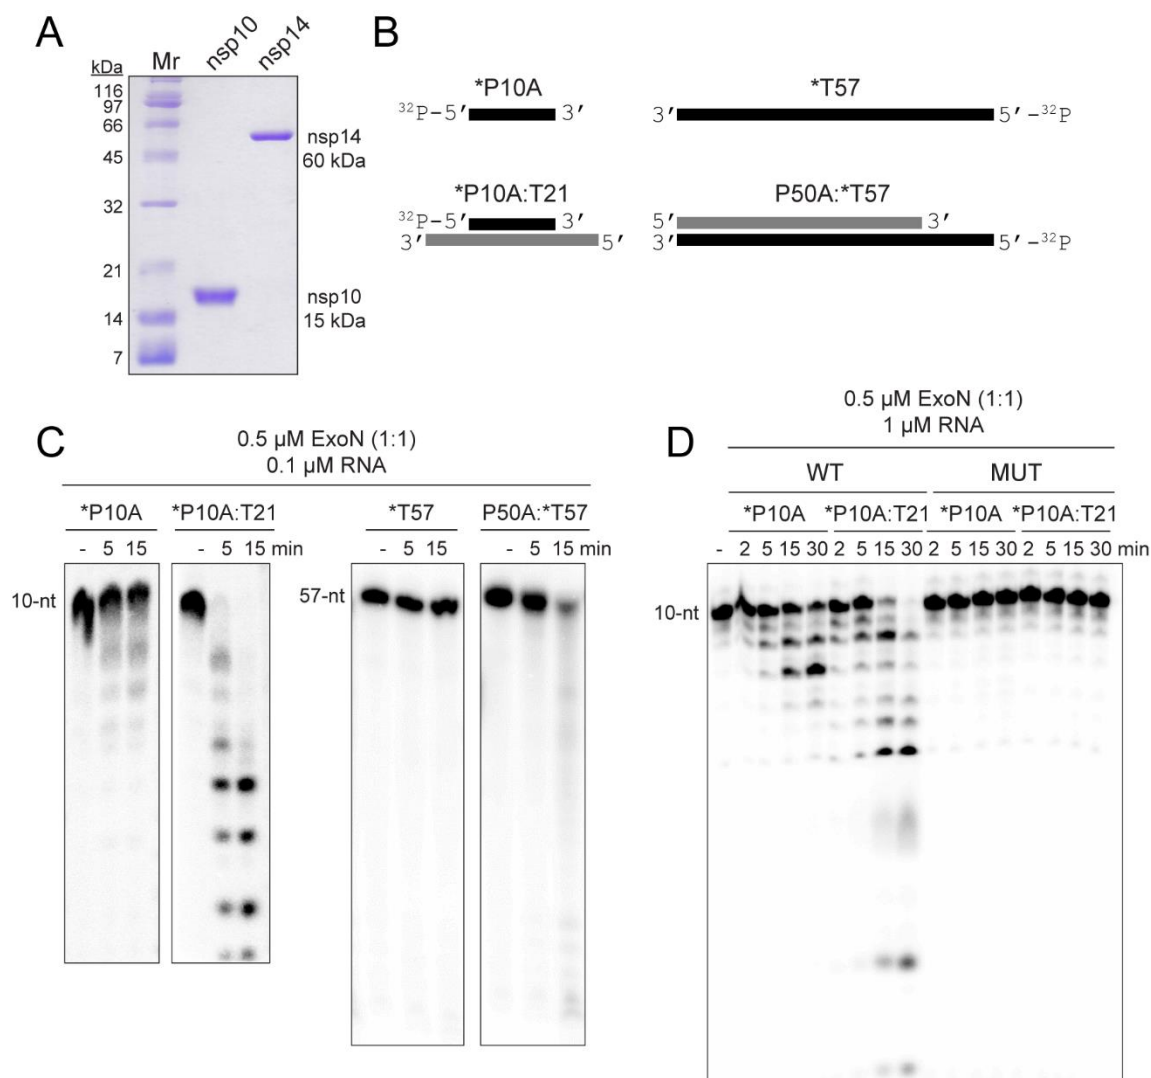 A
kDa
Mr
nsp10
nsp14
116
97
66
45
32
21
14
7
nsp14
60 kDa
nsp10
15 kDa
B
*P10A
³²P-5′
3′
*T57
3′
5′-³²P
*P10A:T21
³²P-5′
3′
3′
5′
P50A:*T57
5′
3′
3′
5′-³²P
C
0.5 µM ExoN (1:1)
0.1 µM RNA
*P10A
*P10A:T21
*T57
P50A:*T57
- 5 15
- 5 15 min
- 5 15
- 5 15 min
10-nt
57-nt
D
0.5 µM ExoN (1:1)
1 µM RNA
WT
MUT
*P10A
*P10A:T21
*P10A
*P10A:T21
- 2 5 15 30 2 5 15 30 2 5 15 30 2 5 15 30 min
10-nt